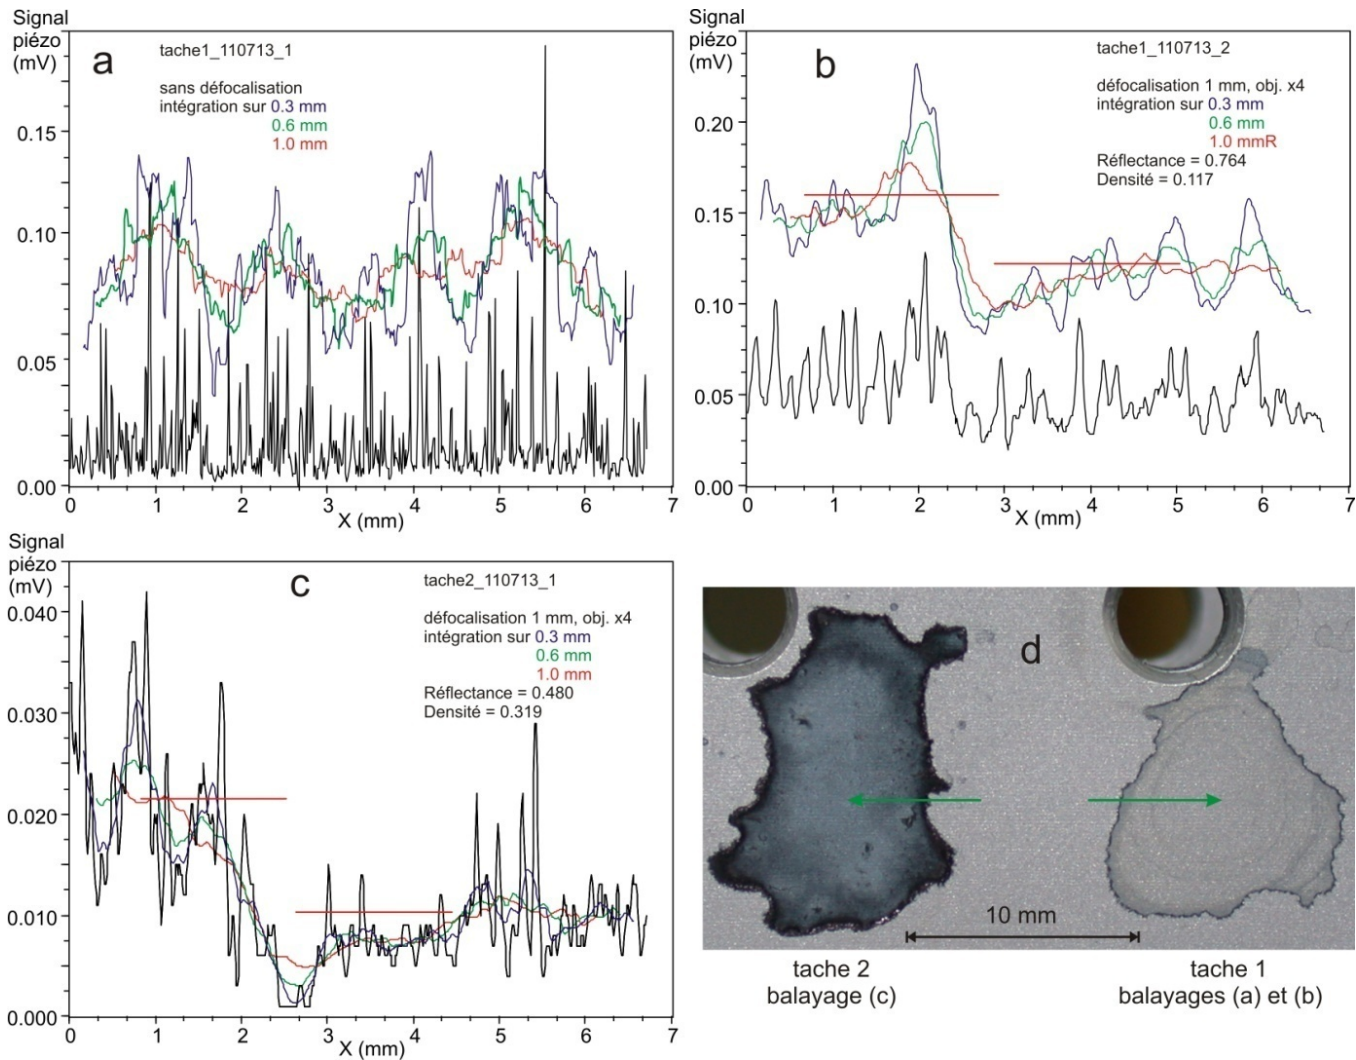 Signal
piézo
(mV)
a
tache1_110713_1
sans défocalisation
intégration sur 0.3 mm
0.6 mm
1.0 mm
0.15
0.10
0.05
0.00
0 1 2 3 4 5 6 7
X (mm)
Signal
piézo
(mV)
b
tache1_110713_2
défocalisation 1 mm, obj. x4
intégration sur 0.3 mm
0.6 mm
1.0 mmR
Réflectance = 0.764
Densité = 0.117
0.20
0.15
0.10
0.05
0.00
0 1 2 3 4 5 6 7
X (mm)
Signal
piézo
(mV)
c
tache2_110713_1
défocalisation 1 mm, obj. x4
intégration sur 0.3 mm
0.6 mm
1.0 mm
Réflectance = 0.480
Densité = 0.319
0.040
0.030
0.020
0.010
0.000
0 1 2 3 4 5 6 7
X (mm)
d
10 mm
tache 2
balayage (c)
tache 1
balayages (a) et (b)